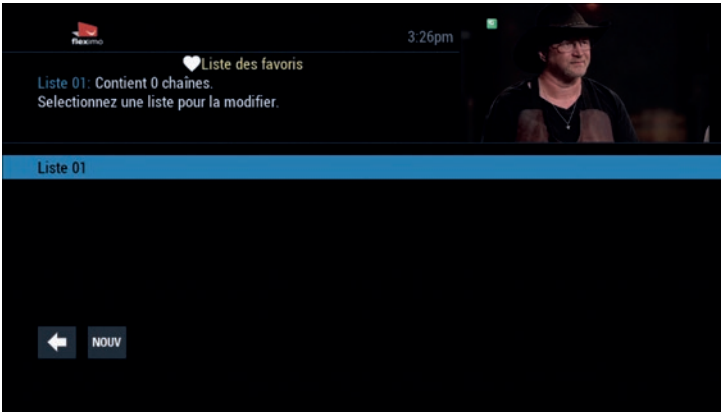 fleximo
3:26pm
Liste des favoris
Liste 01: Contient 0 chaînes.
Selectionnez une liste pour la modifier.
Liste 01
NOUV